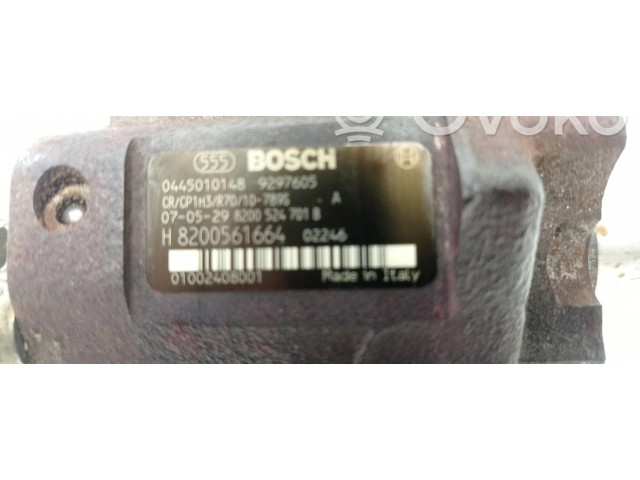 555 BOSCH
0445010148 9297605
CR/CP1H3/R70/10-789S A
07-05-29 8200 524 701 B
H 8200561664 02246
01002408001 Made in Italy
Ovoko